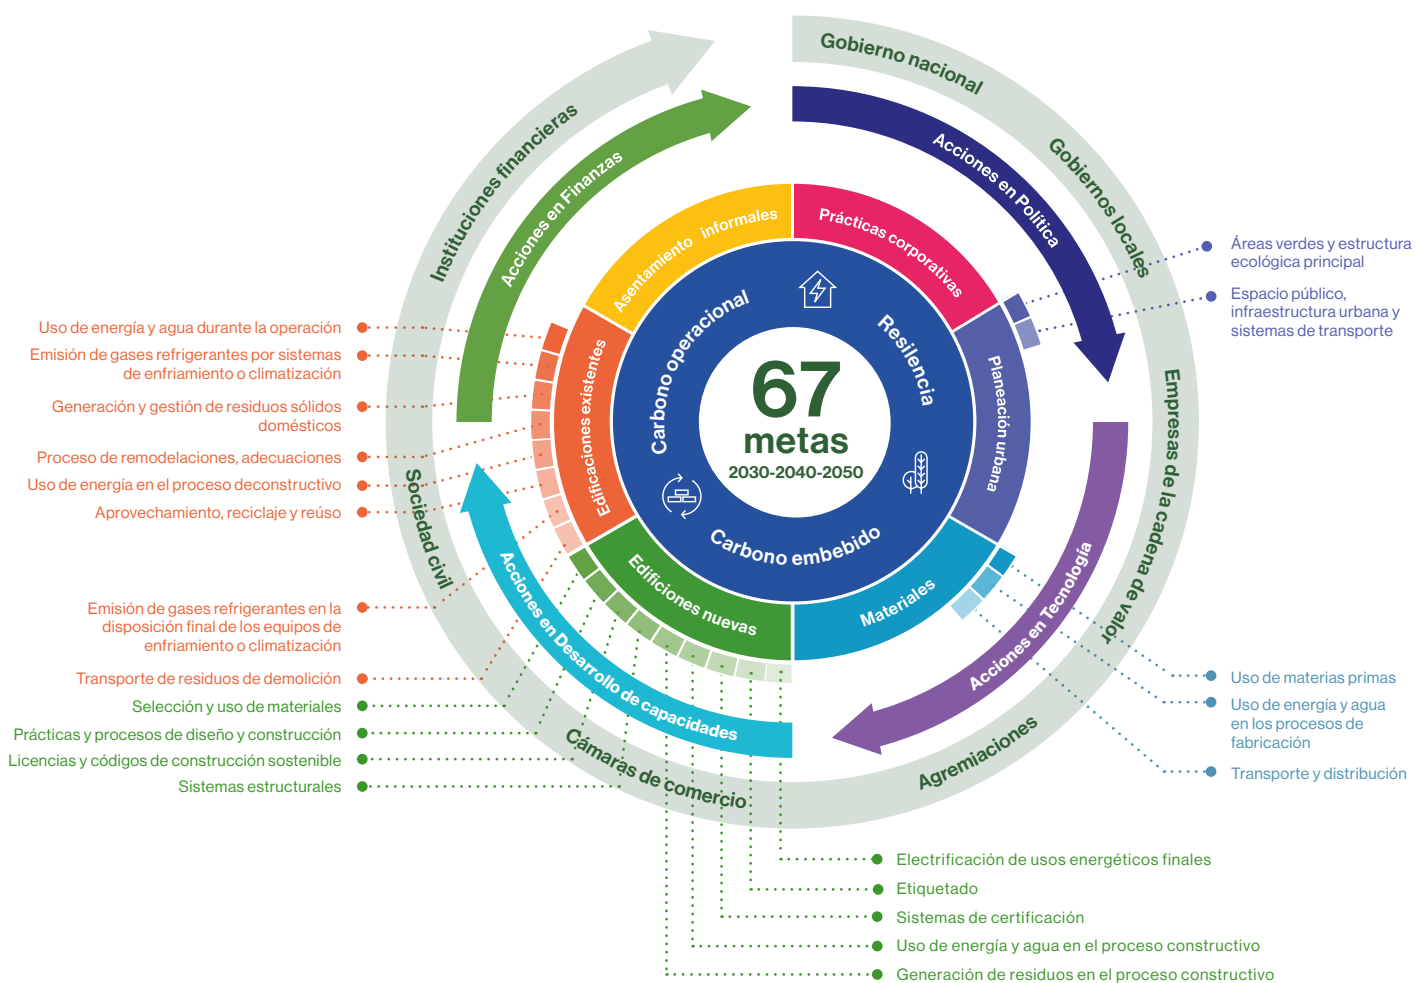 Gobierno nacional
Gobiernos locales
Empresas de la cadena de valor
Agremiaciones
Cámaras de comercio
Sociedad civil
Instituciones financieras
Acciones en Política
Acciones en Tecnología
Acciones en Desarrollo de capacidades
Acciones en Finanzas
Prácticas corporativas
Planeación urbana
Materiales
Edificiones nuevas
Edificaciones existentes
Asentamiento informales
Carbono operacional
Resilencia
Carbono embebido
67
metas
2030-2040-2050
Áreas verdes y estructura
ecológica principal
Espacio público,
infraestructura urbana y
sistemas de transporte
Uso de materias primas
Uso de energía y agua
en los procesos de
fabricación
Transporte y distribución
Uso de energía y agua durante la operación
Emisión de gases refrigerantes por sistemas
de enfriamiento o climatización
Generación y gestión de residuos sólidos
domésticos
Proceso de remodelaciones, adecuaciones
Uso de energía en el proceso deconstructivo
Aprovechamiento, reciclaje y reúso
Emisión de gases refrigerantes en la
disposición final de los equipos de
enfriamiento o climatización
Transporte de residuos de demolición
Selección y uso de materiales
Prácticas y procesos de diseño y construcción
Licencias y códigos de construcción sostenible
Sistemas estructurales
Electrificación de usos energéticos finales
Etiquetado
Sistemas de certificación
Uso de energía y agua en el proceso constructivo
Generación de residuos en el proceso constructivo